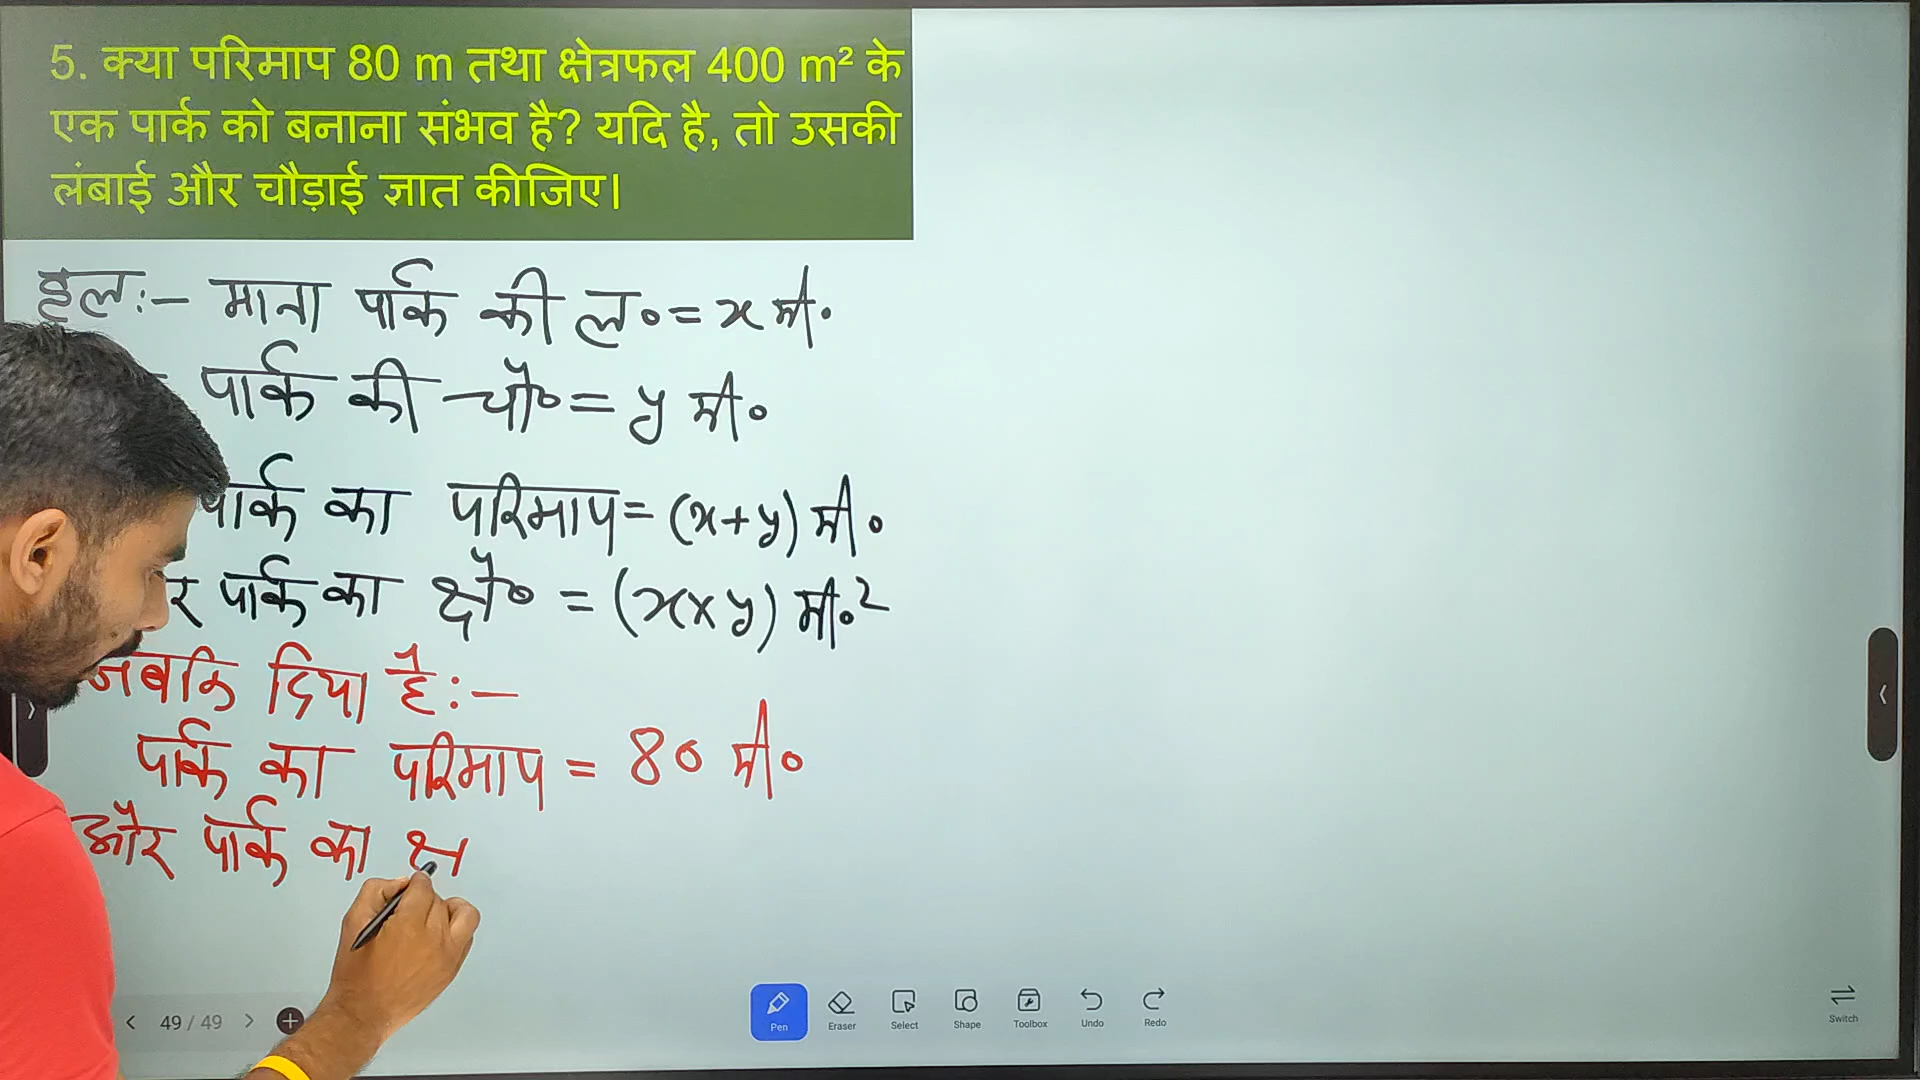 5. क्या परिमाप 80 m तथा क्षेत्रफल 400 m² के
एक पार्क को बनाना संभव है? यदि है, तो उसकी
लंबाई और चौड़ाई ज्ञात कीजिए।
हल:- माना पार्क की ल०= x मी०
पार्क की चौ०= y मी०
पार्क का परिमाप= (x+y) मी०
र पार्क का क्षे० = (x×y) मी०²
जबकि दिया है:-
पार्क का परिमाप = 80 मी०
और पार्क का क्ष
49 / 49
Pen Eraser Select Shape Toolbox Undo Redo
Switch